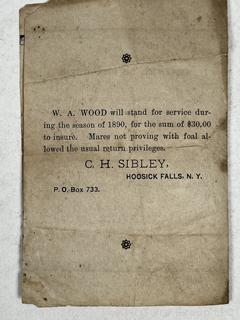 W. A. WOOD will stand for service dur-
ing the season of 1890, for the sum of $30.00
to insure. Mares not proving with foal al-
lowed the usual return privileges.
C. H. SIBLEY,
HOOSICK FALLS, N. Y.
P. O. Box 733.